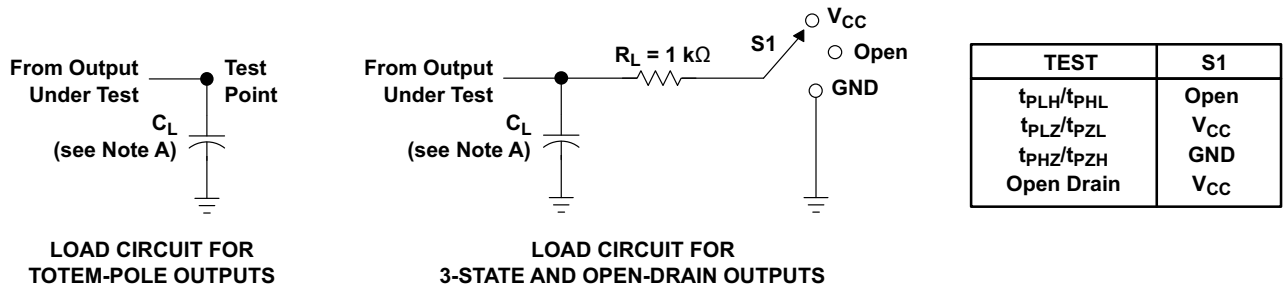 From Output
Under Test
Test
Point
CL
(see Note A)
LOAD CIRCUIT FOR
TOTEM-POLE OUTPUTS
From Output
Under Test
RL = 1 kΩ
S1
VCC
Open
GND
CL
(see Note A)
LOAD CIRCUIT FOR
3-STATE AND OPEN-DRAIN OUTPUTS
TEST S1
tPLH/tPHL Open
tPLZ/tPZL VCC
tPHZ/tPZH GND
Open Drain VCC